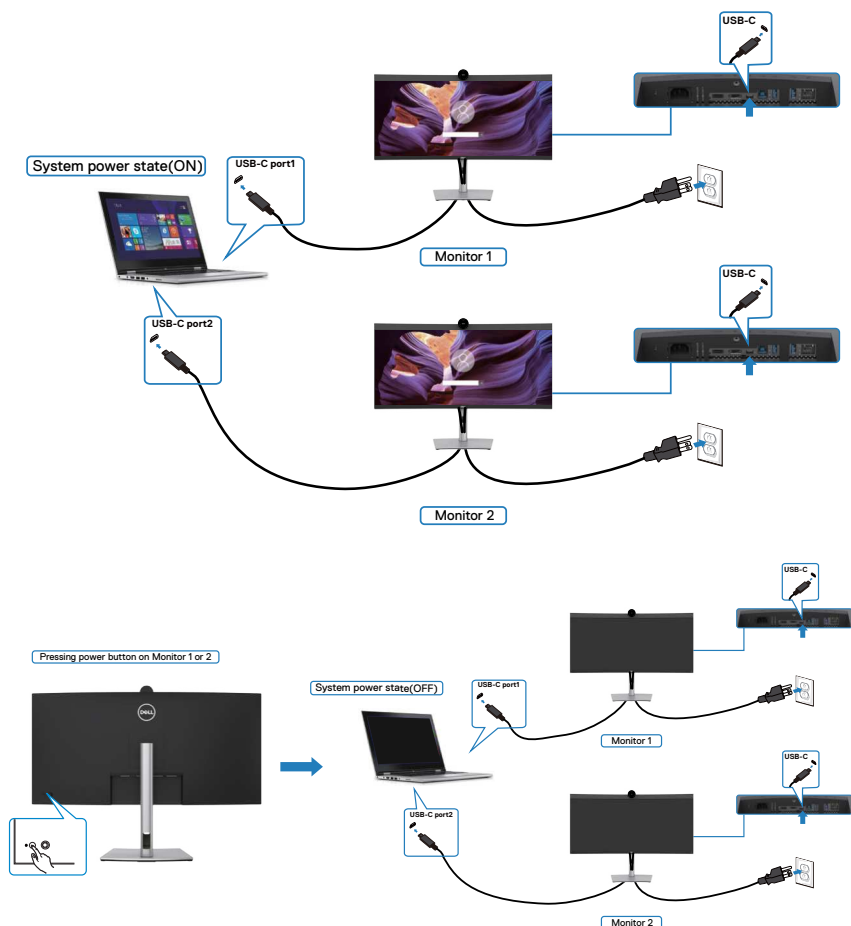 USB-C
System power state(ON)
USB-C port1
Monitor 1
USB-C
USB-C port2
Monitor 2
Pressing power button on Monitor 1 or 2
DELL
System power state(OFF)
USB-C port1
USB-C
Monitor 1
USB-C
USB-C port2
Monitor 2